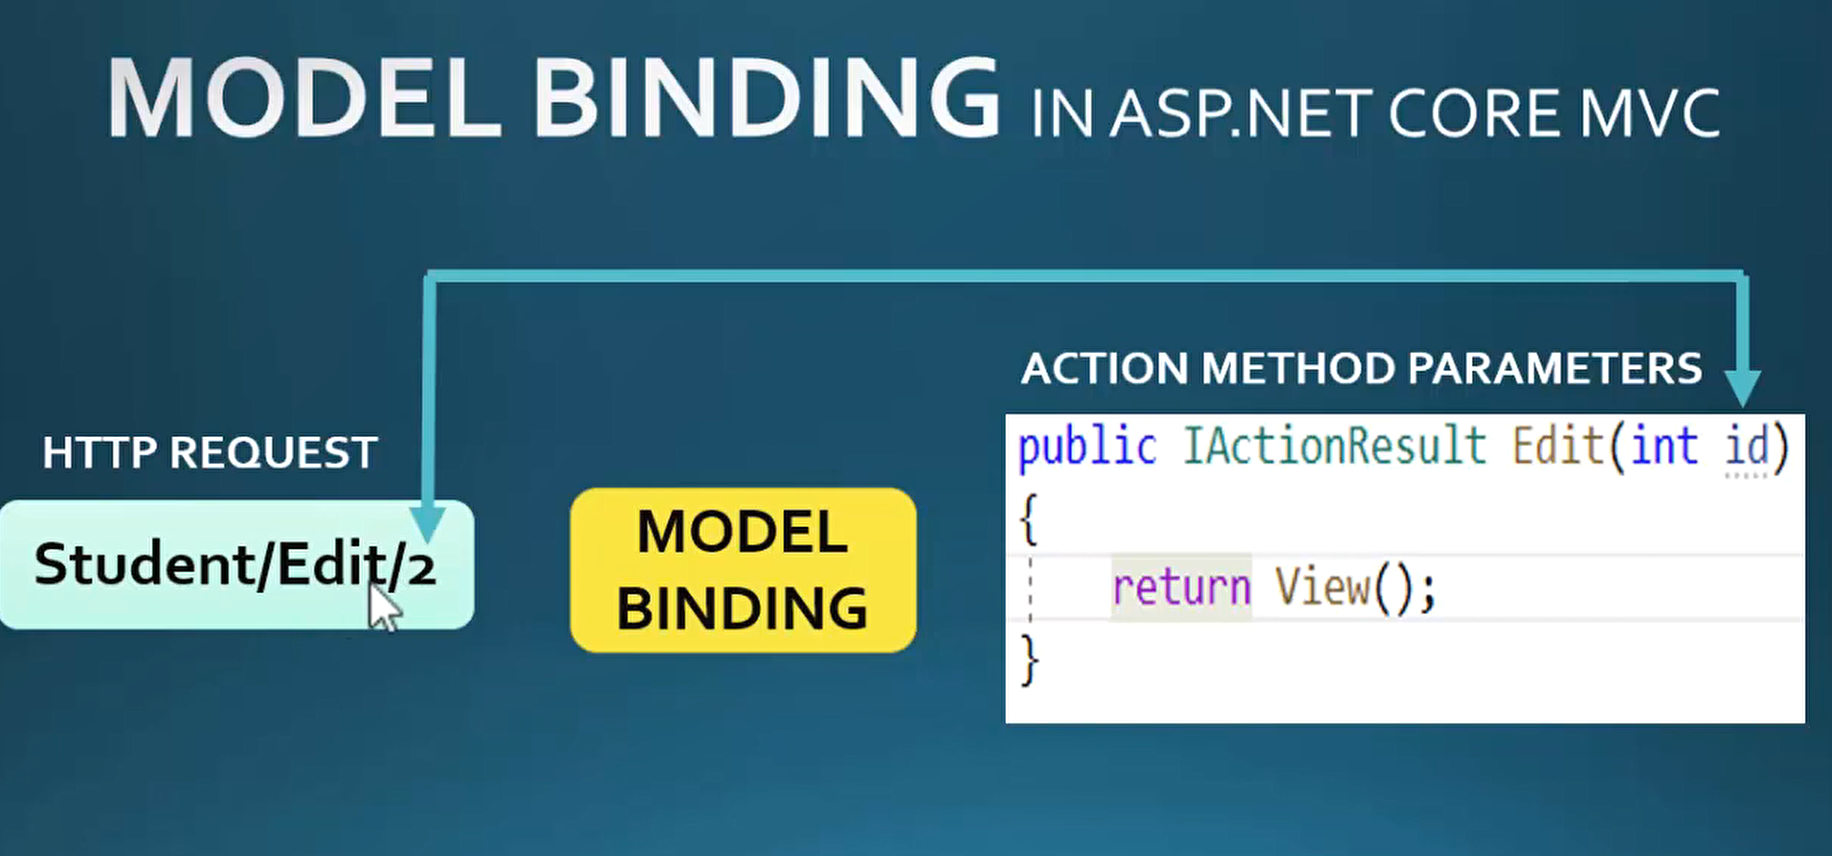 MODEL BINDING IN ASP.NET CORE MVC
ACTION METHOD PARAMETERS
HTTP REQUEST
Student/Edit/2
MODEL
BINDING
public IActionResult Edit(int id)
{
return View();
}